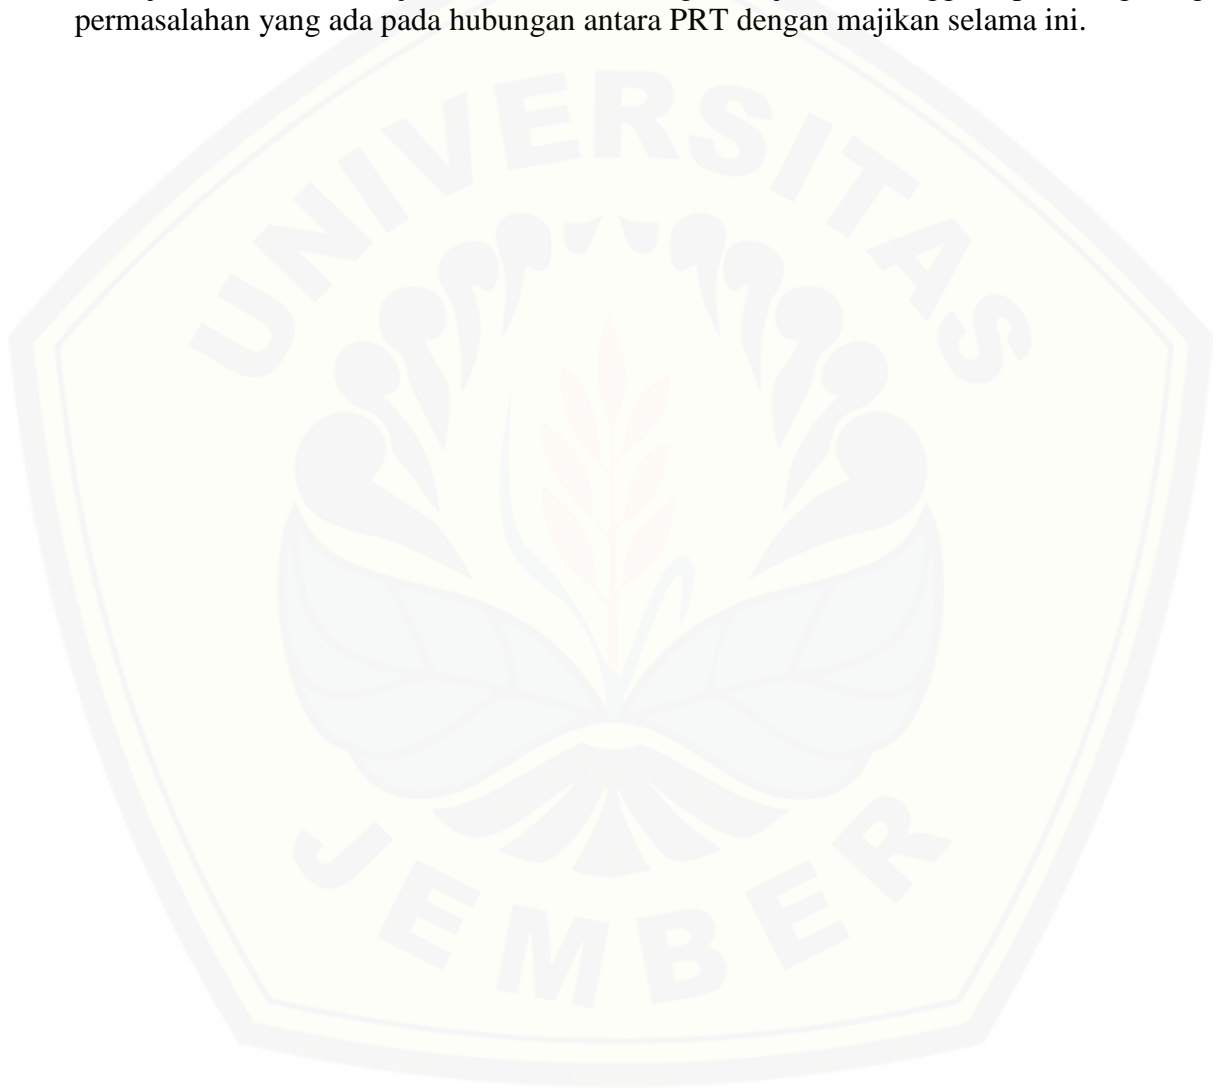 permasalahan yang ada pada hubungan antara PRT dengan majikan selama ini.
UNIVERSITAS
JEMBER